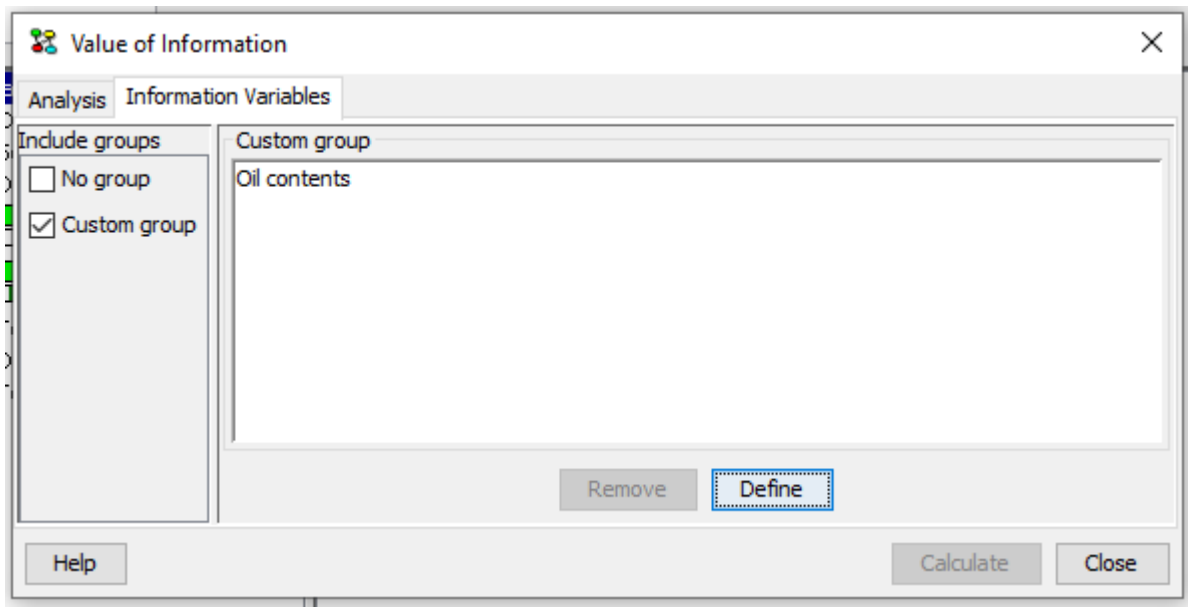 Value of Information
Analysis
Information Variables
Include groups
Custom group
No group
Oil contents
Custom group
Remove
Define
Help
Calculate
Close